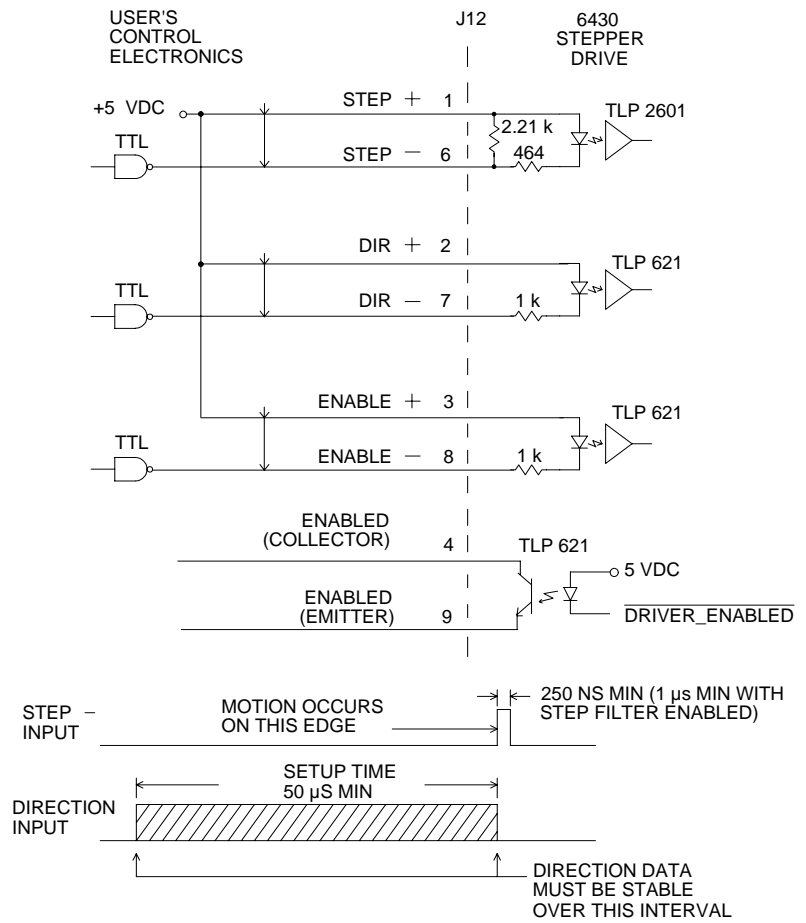 USER'S
CONTROL
ELECTRONICS
J12
6430
STEPPER
DRIVE
+5 VDC
STEP + 1
TLP 2601
2.21 k
TTL
STEP − 6
464
DIR + 2
TLP 621
TTL
DIR − 7
1 k
ENABLE + 3
TLP 621
TTL
ENABLE − 8
1 k
ENABLED
(COLLECTOR)
4
TLP 621
5 VDC
ENABLED
(EMITTER)
9
DRIVER_ENABLED
STEP −
INPUT
MOTION OCCURS
ON THIS EDGE
250 NS MIN (1 µs MIN WITH
STEP FILTER ENABLED)
SETUP TIME
50 µS MIN
DIRECTION
INPUT
DIRECTION DATA
MUST BE STABLE
OVER THIS INTERVAL